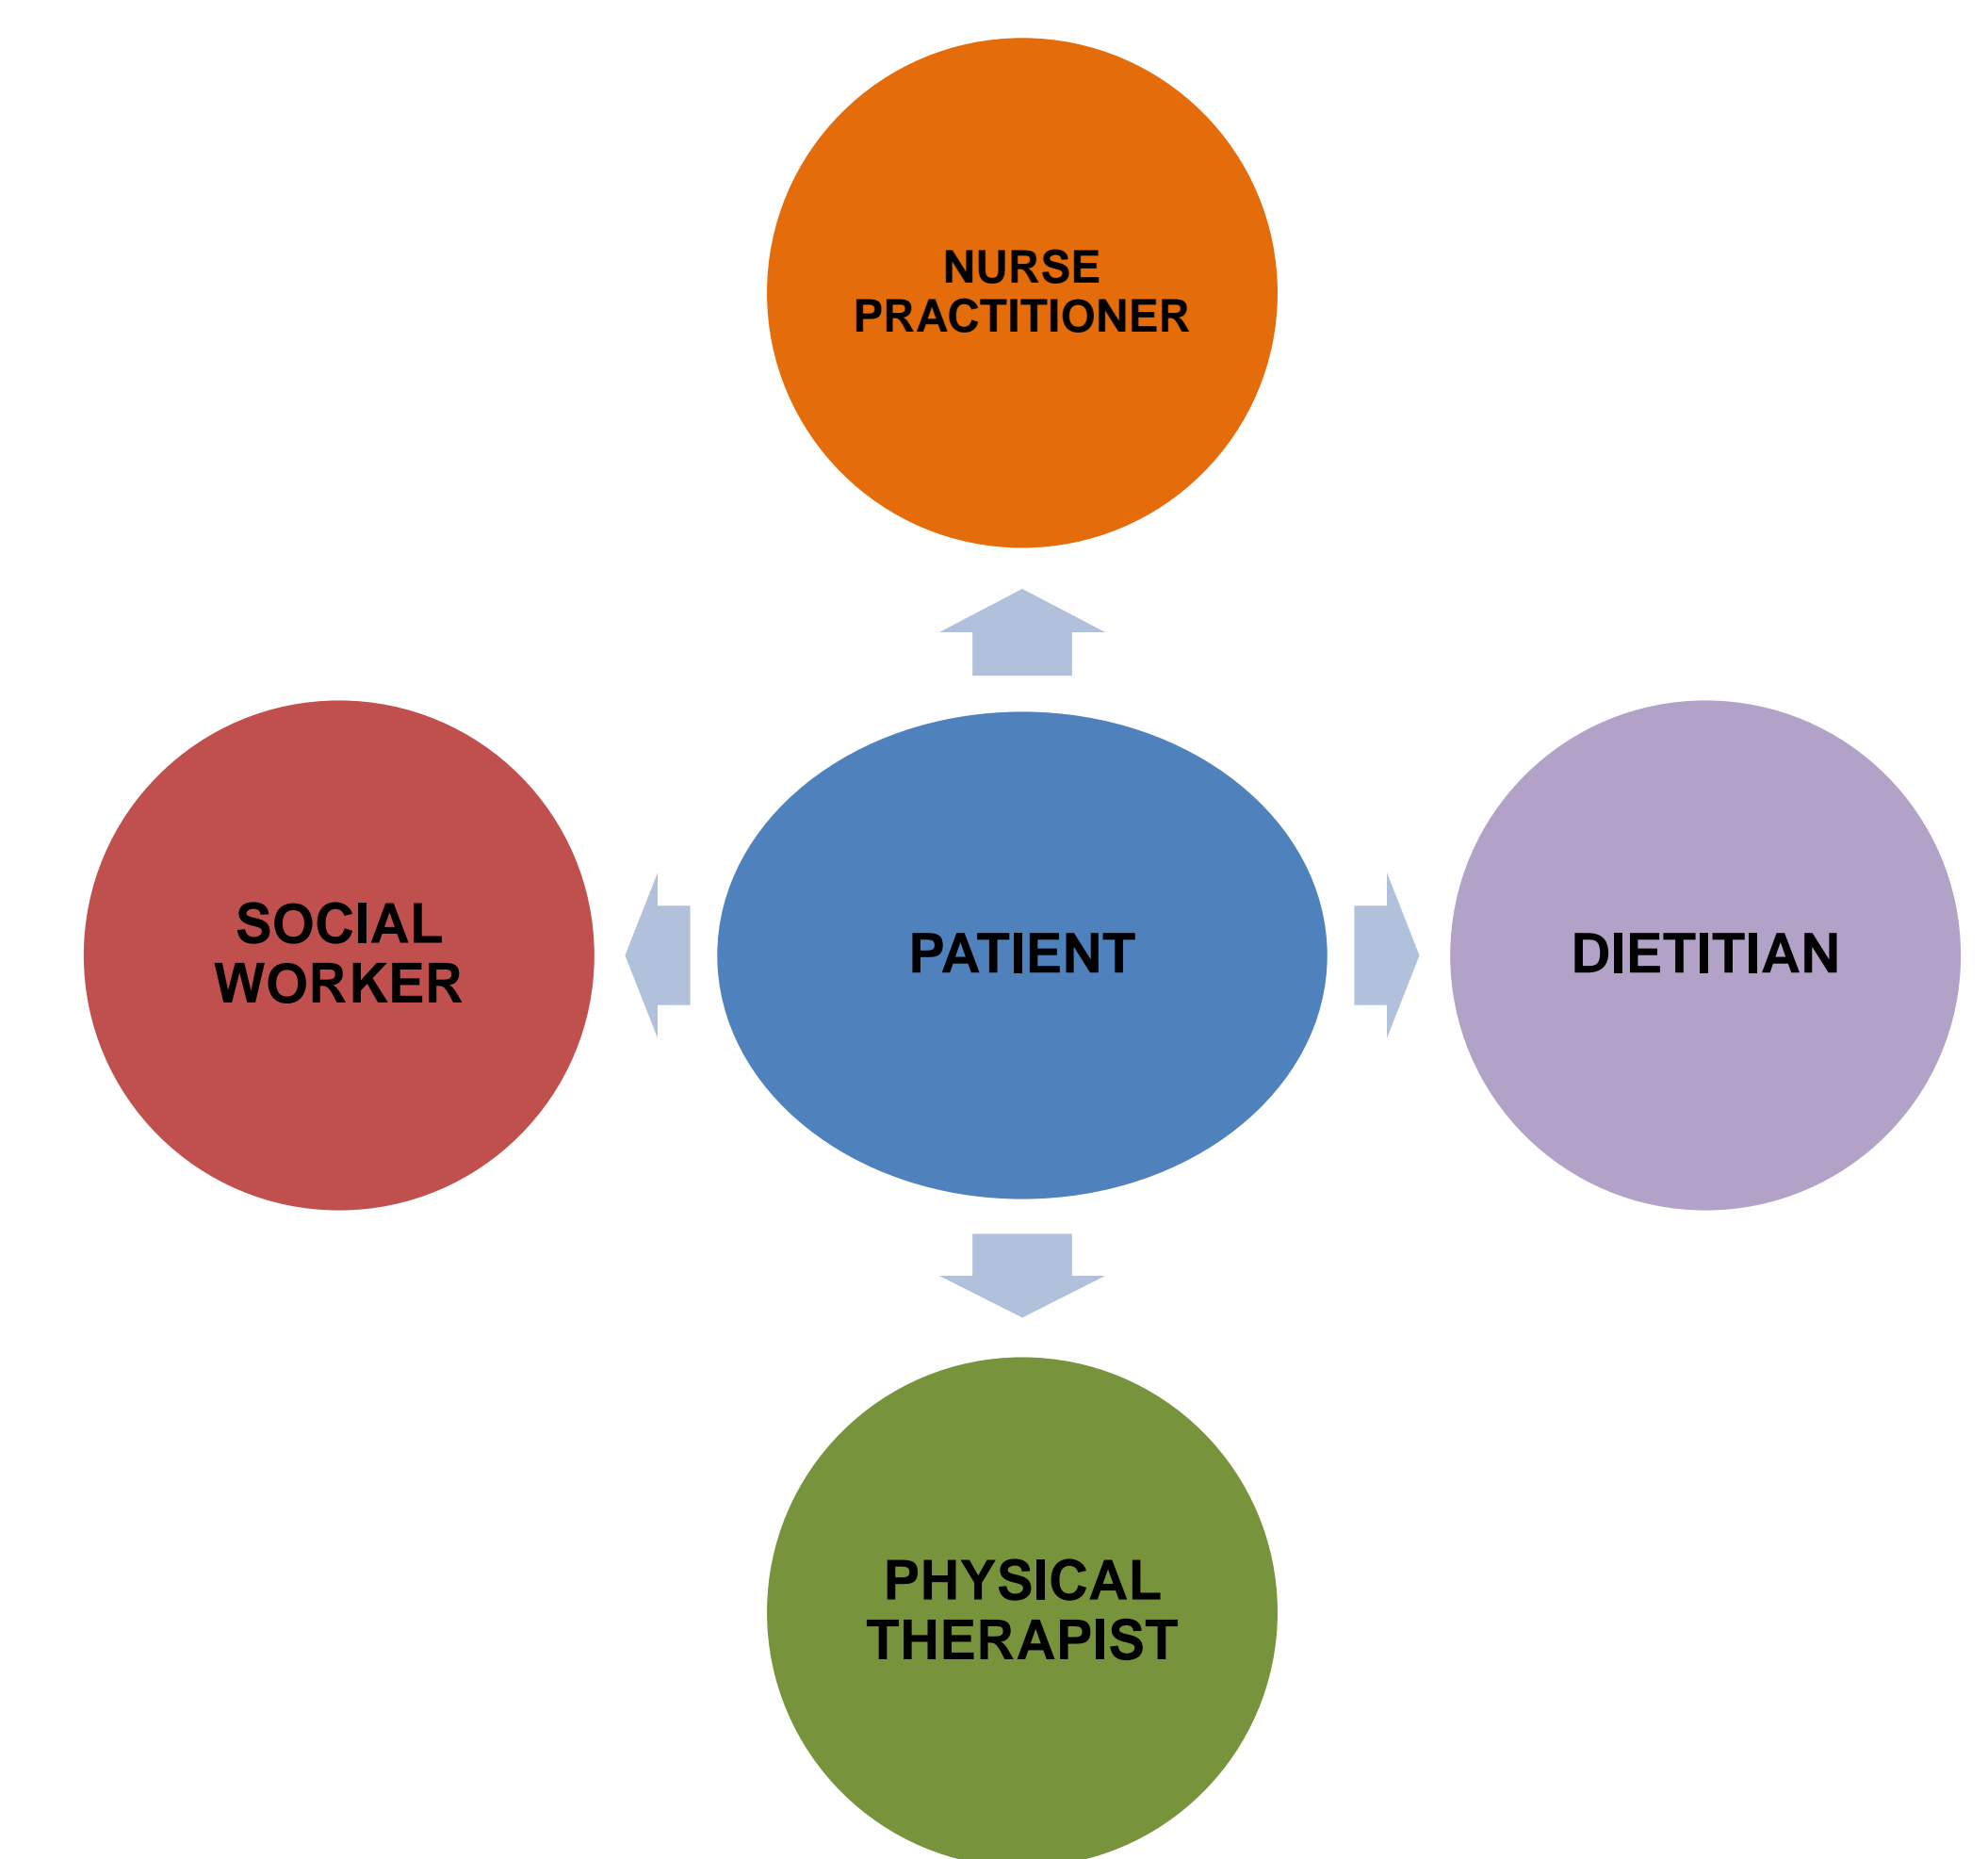 NURSE
PRACTITIONER
SOCIAL
WORKER
PATIENT
DIETITIAN
PHYSICAL
THERAPIST